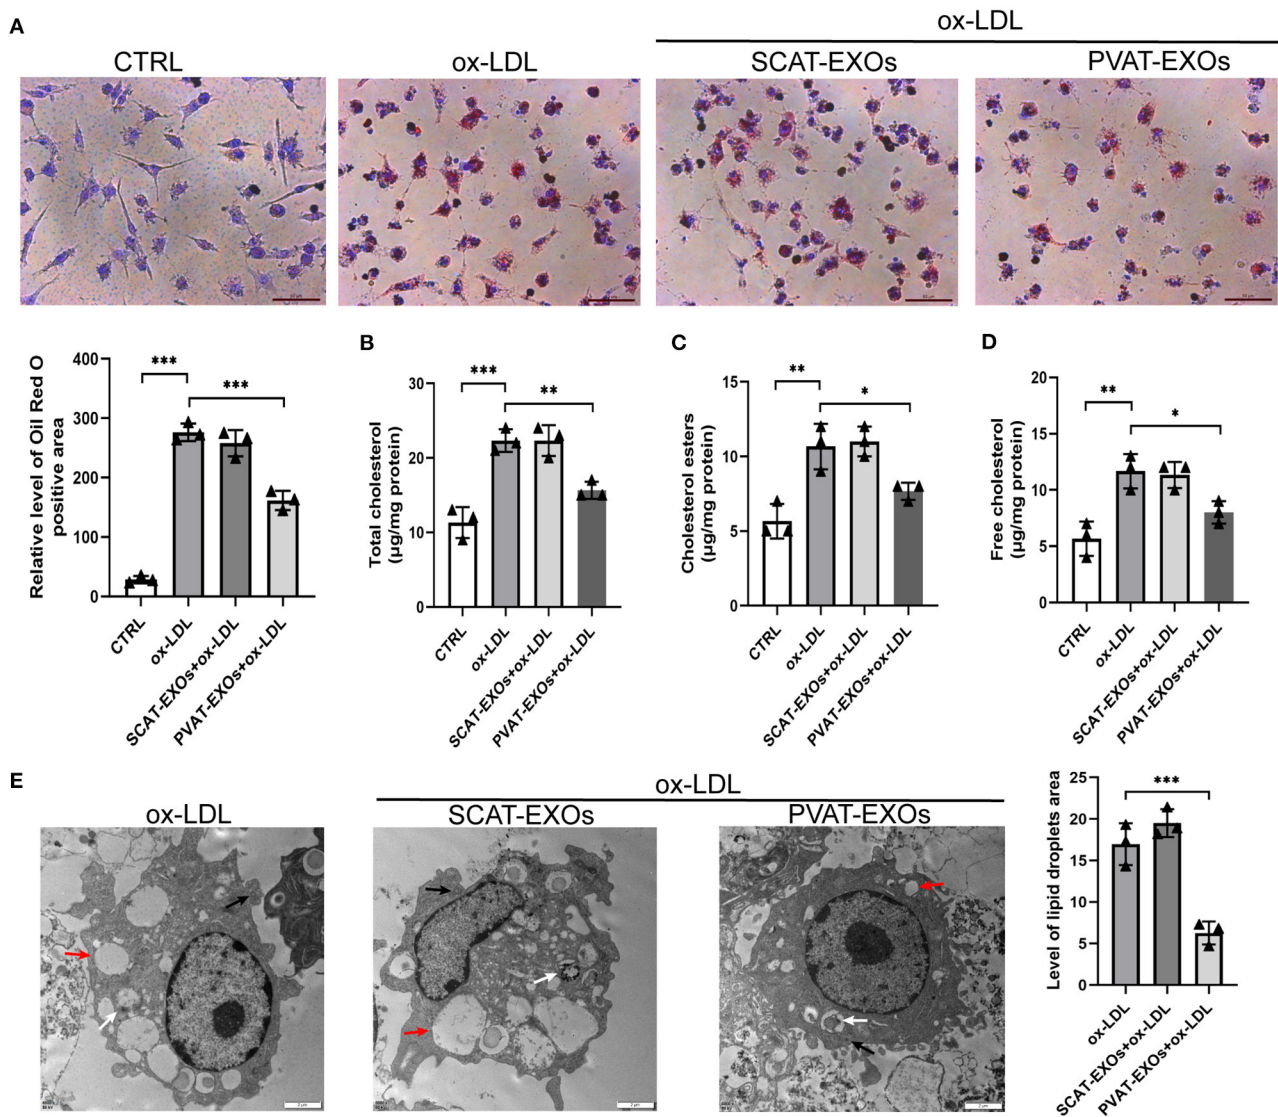 A
ox-LDL
CTRL
ox-LDL
SCAT-EXOs
PVAT-EXOs
Relative level of Oil Red O
positive area
400
300
200
100
0
***
***
CTRL
ox-LDL
SCAT-EXOs+ox-LDL
PVAT-EXOs+ox-LDL
B
Total cholesterol
(μg/mg protein)
30
20
10
0
***
**
CTRL
ox-LDL
SCAT-EXOs+ox-LDL
PVAT-EXOs+ox-LDL
C
Cholesterol esters
(μg/mg protein)
15
10
5
0
**
*
CTRL
ox-LDL
SCAT-EXOs+ox-LDL
PVAT-EXOs+ox-LDL
D
Free cholesterol
(μg/mg protein)
20
15
10
5
0
**
*
CTRL
ox-LDL
SCAT-EXOs+ox-LDL
PVAT-EXOs+ox-LDL
E
ox-LDL
ox-LDL
SCAT-EXOs
PVAT-EXOs
2 μm
2 μm
2 μm
Level of lipid droplets area
25
20
15
10
5
0
***
ox-LDL
SCAT-EXOs+ox-LDL
PVAT-EXOs+ox-LDL